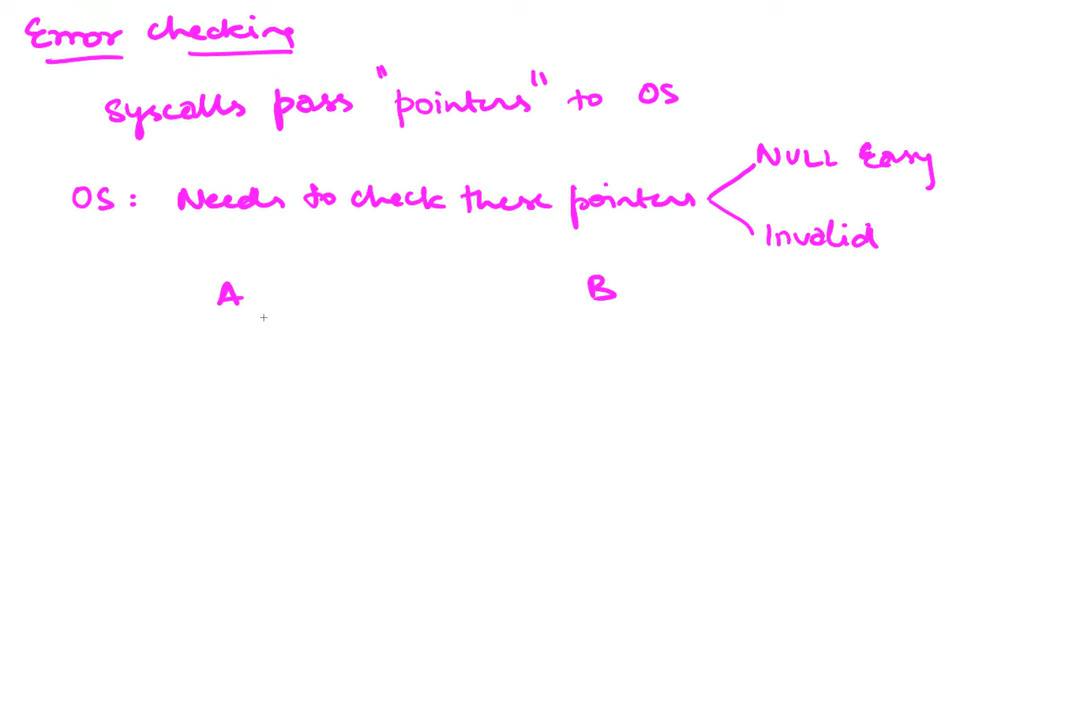 Error checking
Syscalls pass "pointers" to OS
NULL Easy
OS: Needs to check these pointers
Invalid
A B